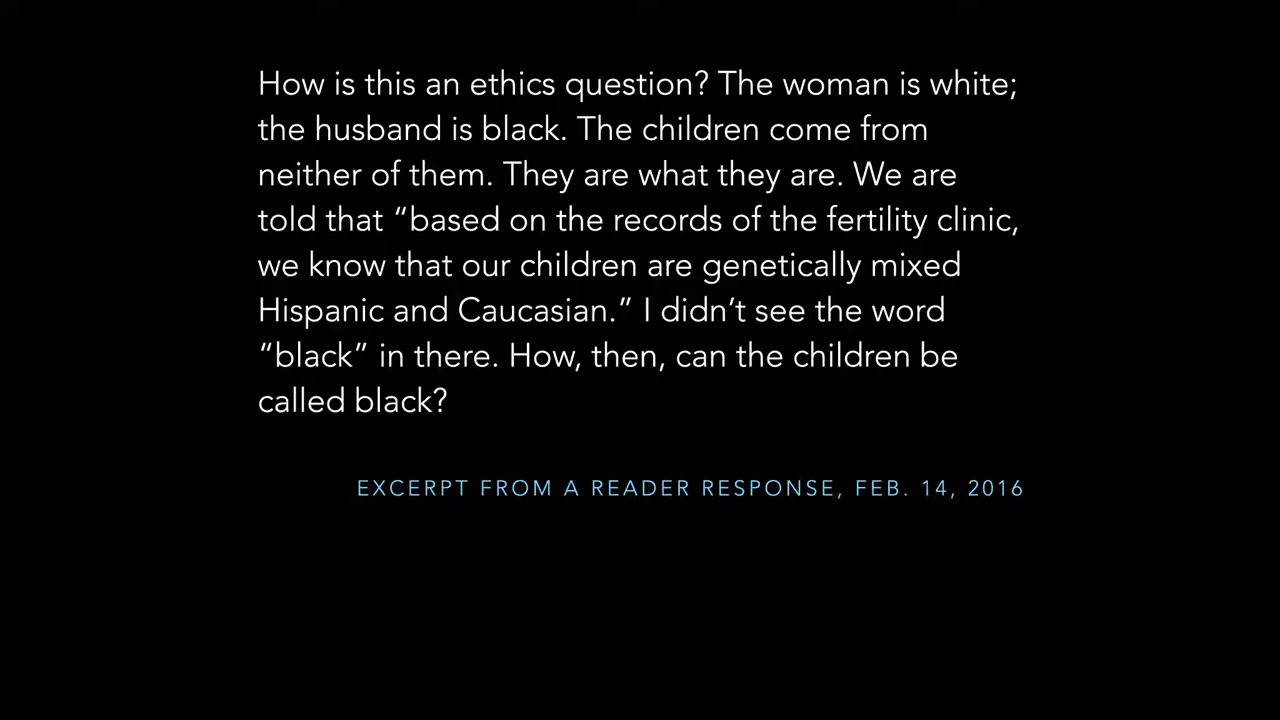 How is this an ethics question? The woman is white;
the husband is black. The children come from
neither of them. They are what they are. We are
told that “based on the records of the fertility clinic,
we know that our children are genetically mixed
Hispanic and Caucasian.” I didn’t see the word
“black” in there. How, then, can the children be
called black?
EXCERPT FROM A READER RESPONSE, FEB. 14, 2016